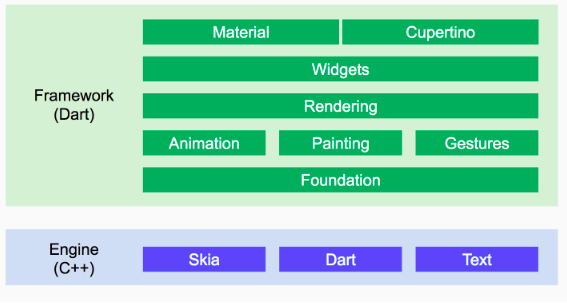 Framework
(Dart)
Material
Cupertino
Widgets
Rendering
Animation
Painting
Gestures
Foundation
Engine
(C++)
Skia
Dart
Text